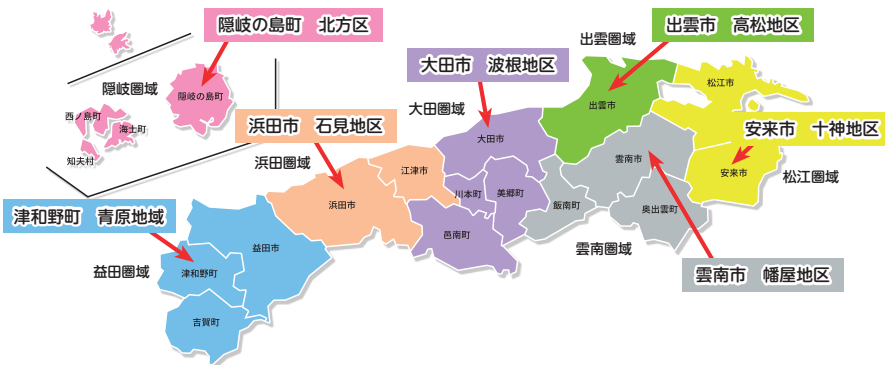 隠岐の島町　北方区
出雲市　高松地区
出雲圏域
大田市　波根地区
松江市
隠岐圏域
隠岐の島町
出雲市
大田圏域
西ノ島町
海士町
浜田市　石見地区
安来市　十神地区
大田市
知夫村
浜田圏域
江津市
雲南市
安来市
松江圏域
川本町
美郷町
飯南町
奥出雲町
浜田市
津和野町　青原地域
邑南町
益田市
雲南圏域
益田圏域
津和野町
雲南市　幡屋地区
吉賀町